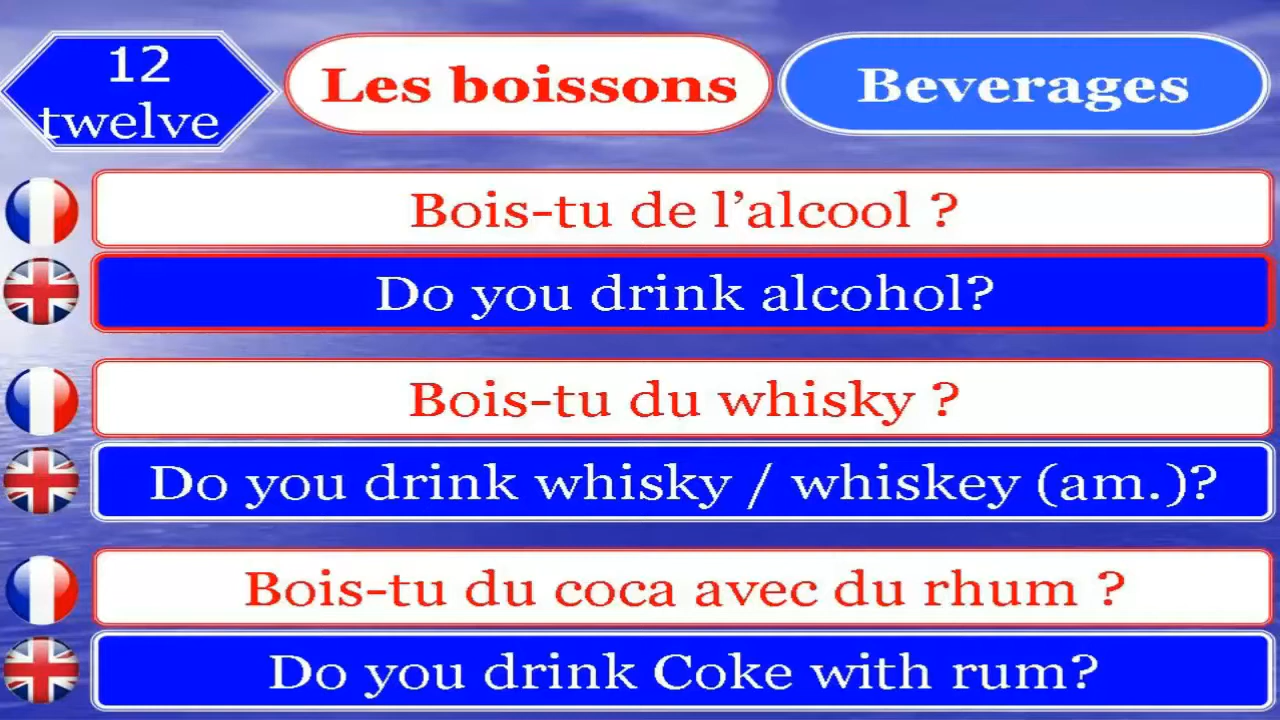 12
twelve
Les boissons
Beverages
Bois-tu de l’alcool ?
Do you drink alcohol?
Bois-tu du whisky ?
Do you drink whisky / whiskey (am.)?
Bois-tu du coca avec du rhum ?
Do you drink Coke with rum?